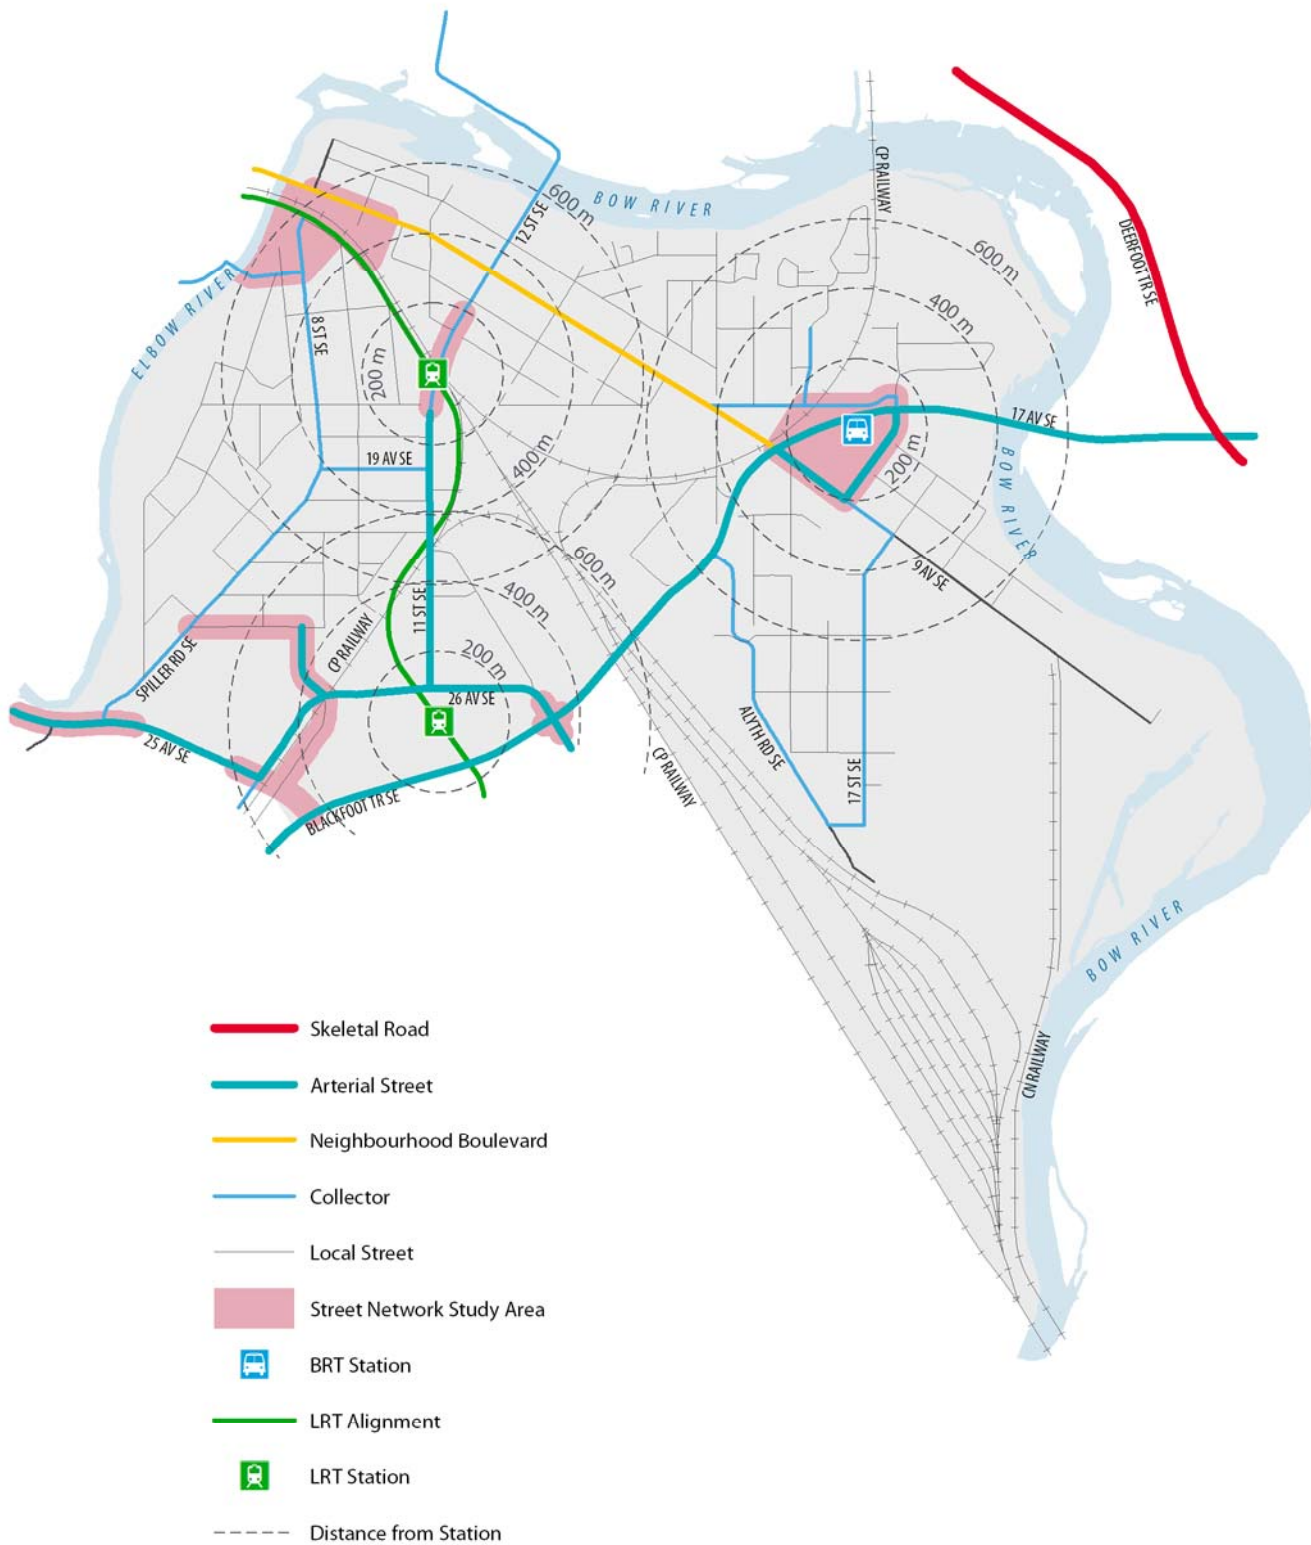 CP RAILWAY
600 m
BOW RIVER
12 ST SE
DEERFOOT TR SE
600 m
ELBOW RIVER
400 m
8 ST SE
200 m
17 AV SE
400 m
19 AV SE
200 m
BOW RIVER
600 m
9 AV SE
400 m
11 ST SE
CP RAILWAY
200 m
SPILLER RD SE
26 AV SE
25 AV SE
ALYTH RD SE
CP RAILWAY
17 ST SE
BLACKFOOT TR SE
BOW RIVER
CN RAILWAY
Skeletal Road
Arterial Street
Neighbourhood Boulevard
Collector
Local Street
Street Network Study Area
BRT Station
LRT Alignment
LRT Station
Distance from Station